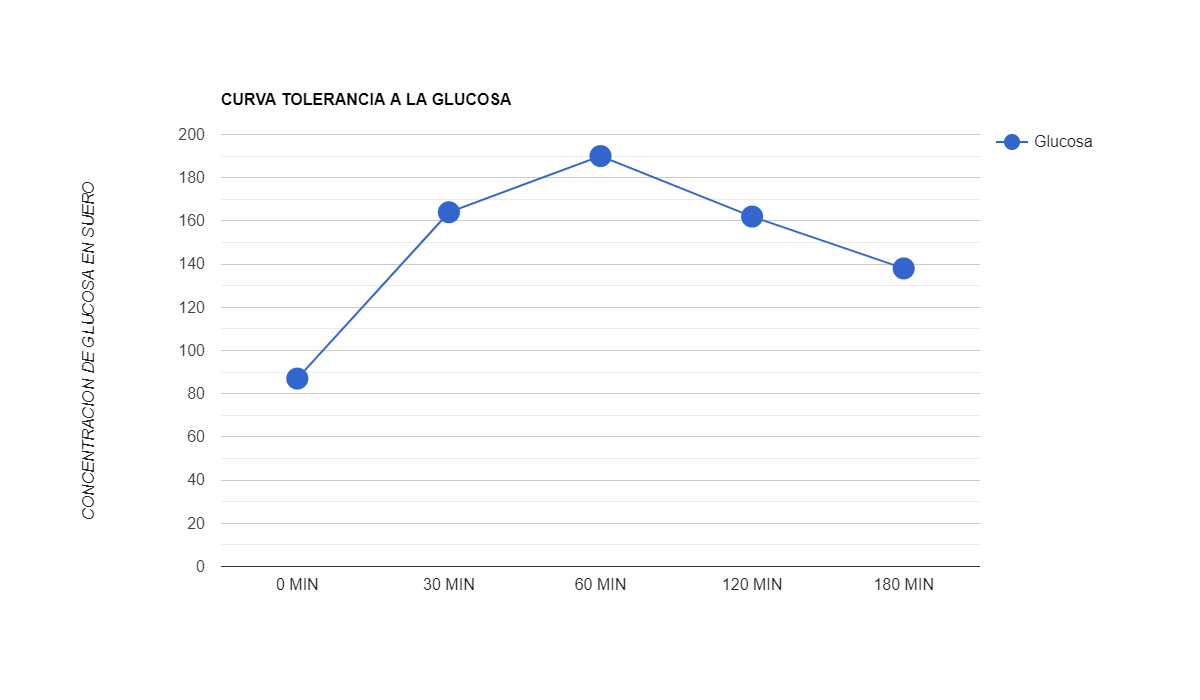 CURVA TOLERANCIA A LA GLUCOSA
Glucosa
CONCENTRACION DE GLUCOSA EN SUERO
200
180
160
140
120
100
80
60
40
20
0
0 MIN
30 MIN
60 MIN
120 MIN
180 MIN